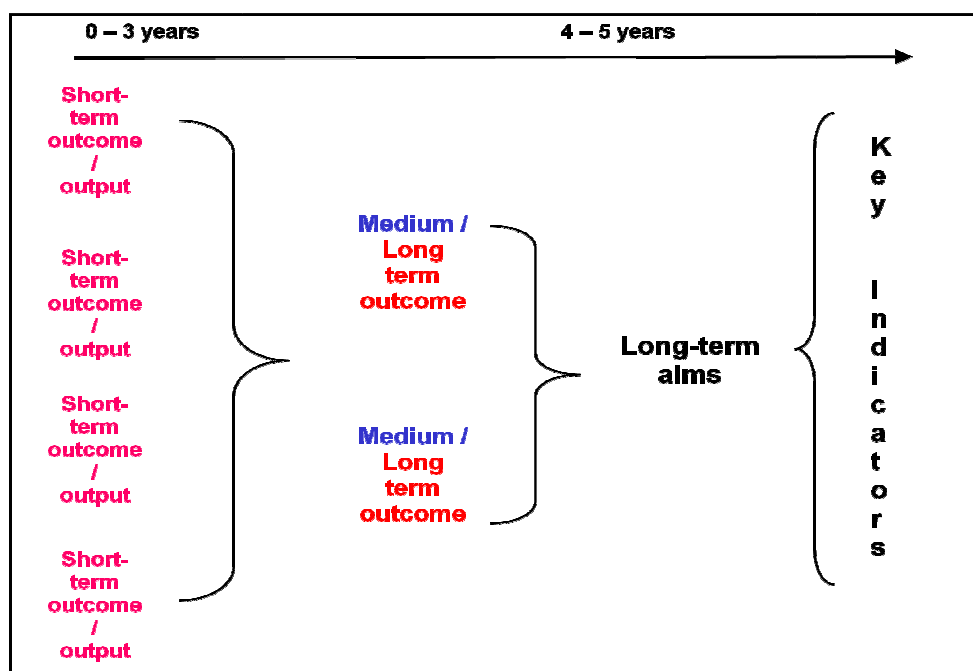 0 – 3 years
4 – 5 years
Short-
term
outcome
/
output
Short-
term
outcome
/
output
Short-
term
outcome
/
output
Short-
term
outcome
/
output
Medium /
Long
term
outcome
Medium /
Long
term
outcome
Long-term
aims
K
e
y
I
n
d
i
c
a
t
o
r
s